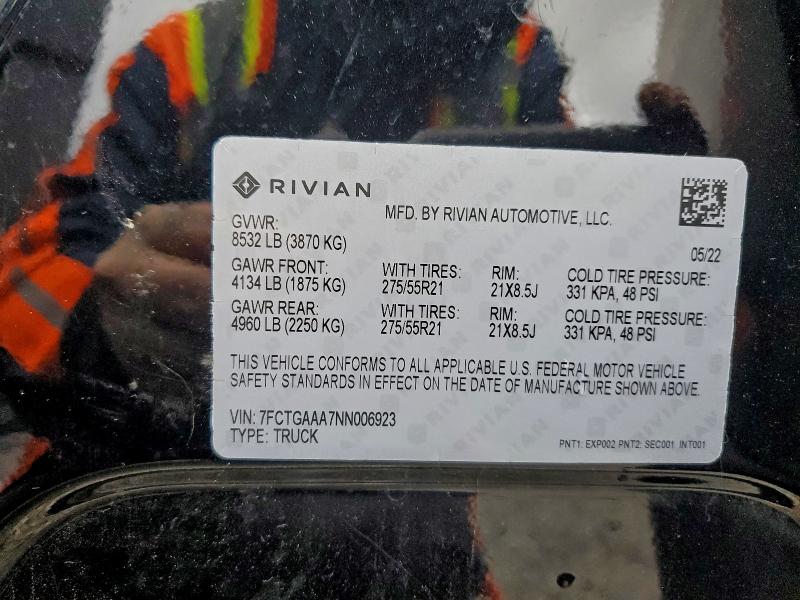 RIVIAN
MFD. BY RIVIAN AUTOMOTIVE, LLC.
05/22
GVWR:
8532 LB (3870 KG)
GAWR FRONT: WITH TIRES: RIM: COLD TIRE PRESSURE:
4134 LB (1875 KG) 275/55R21 21X8.5J 331 KPA, 48 PSI
GAWR REAR: WITH TIRES: RIM: COLD TIRE PRESSURE:
4960 LB (2250 KG) 275/55R21 21X8.5J 331 KPA, 48 PSI
THIS VEHICLE CONFORMS TO ALL APPLICABLE U.S. FEDERAL MOTOR VEHICLE
SAFETY STANDARDS IN EFFECT ON THE DATE OF MANUFACTURE SHOWN ABOVE.
VIN: 7FCTGAAA7NN006923
TYPE: TRUCK
PNT1: EXP002 PNT2: SEC001 INT001